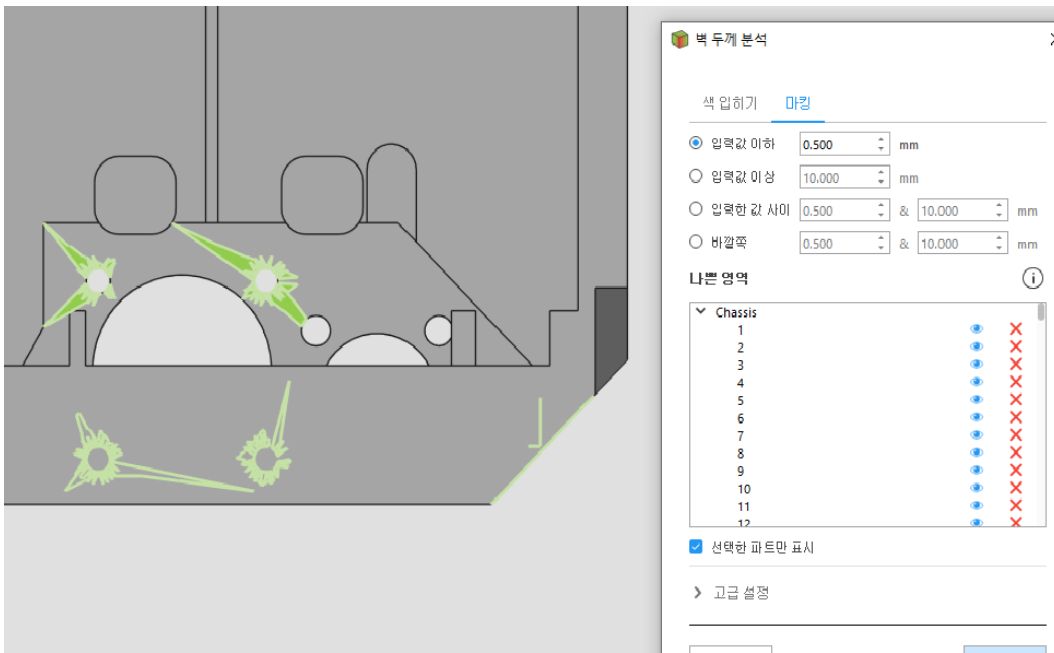 벽 두께 분석
색 입히기 마킹
입력값 이하 0.500 mm
입력값 이상 10.000 mm
입력한 값 사이 0.500 & 10.000 mm
바깥쪽 0.500 & 10.000 mm
나쁜 영역
Chassis
1
2
3
4
5
6
7
8
9
10
11
12
선택한 파트만 표시
고급 설정